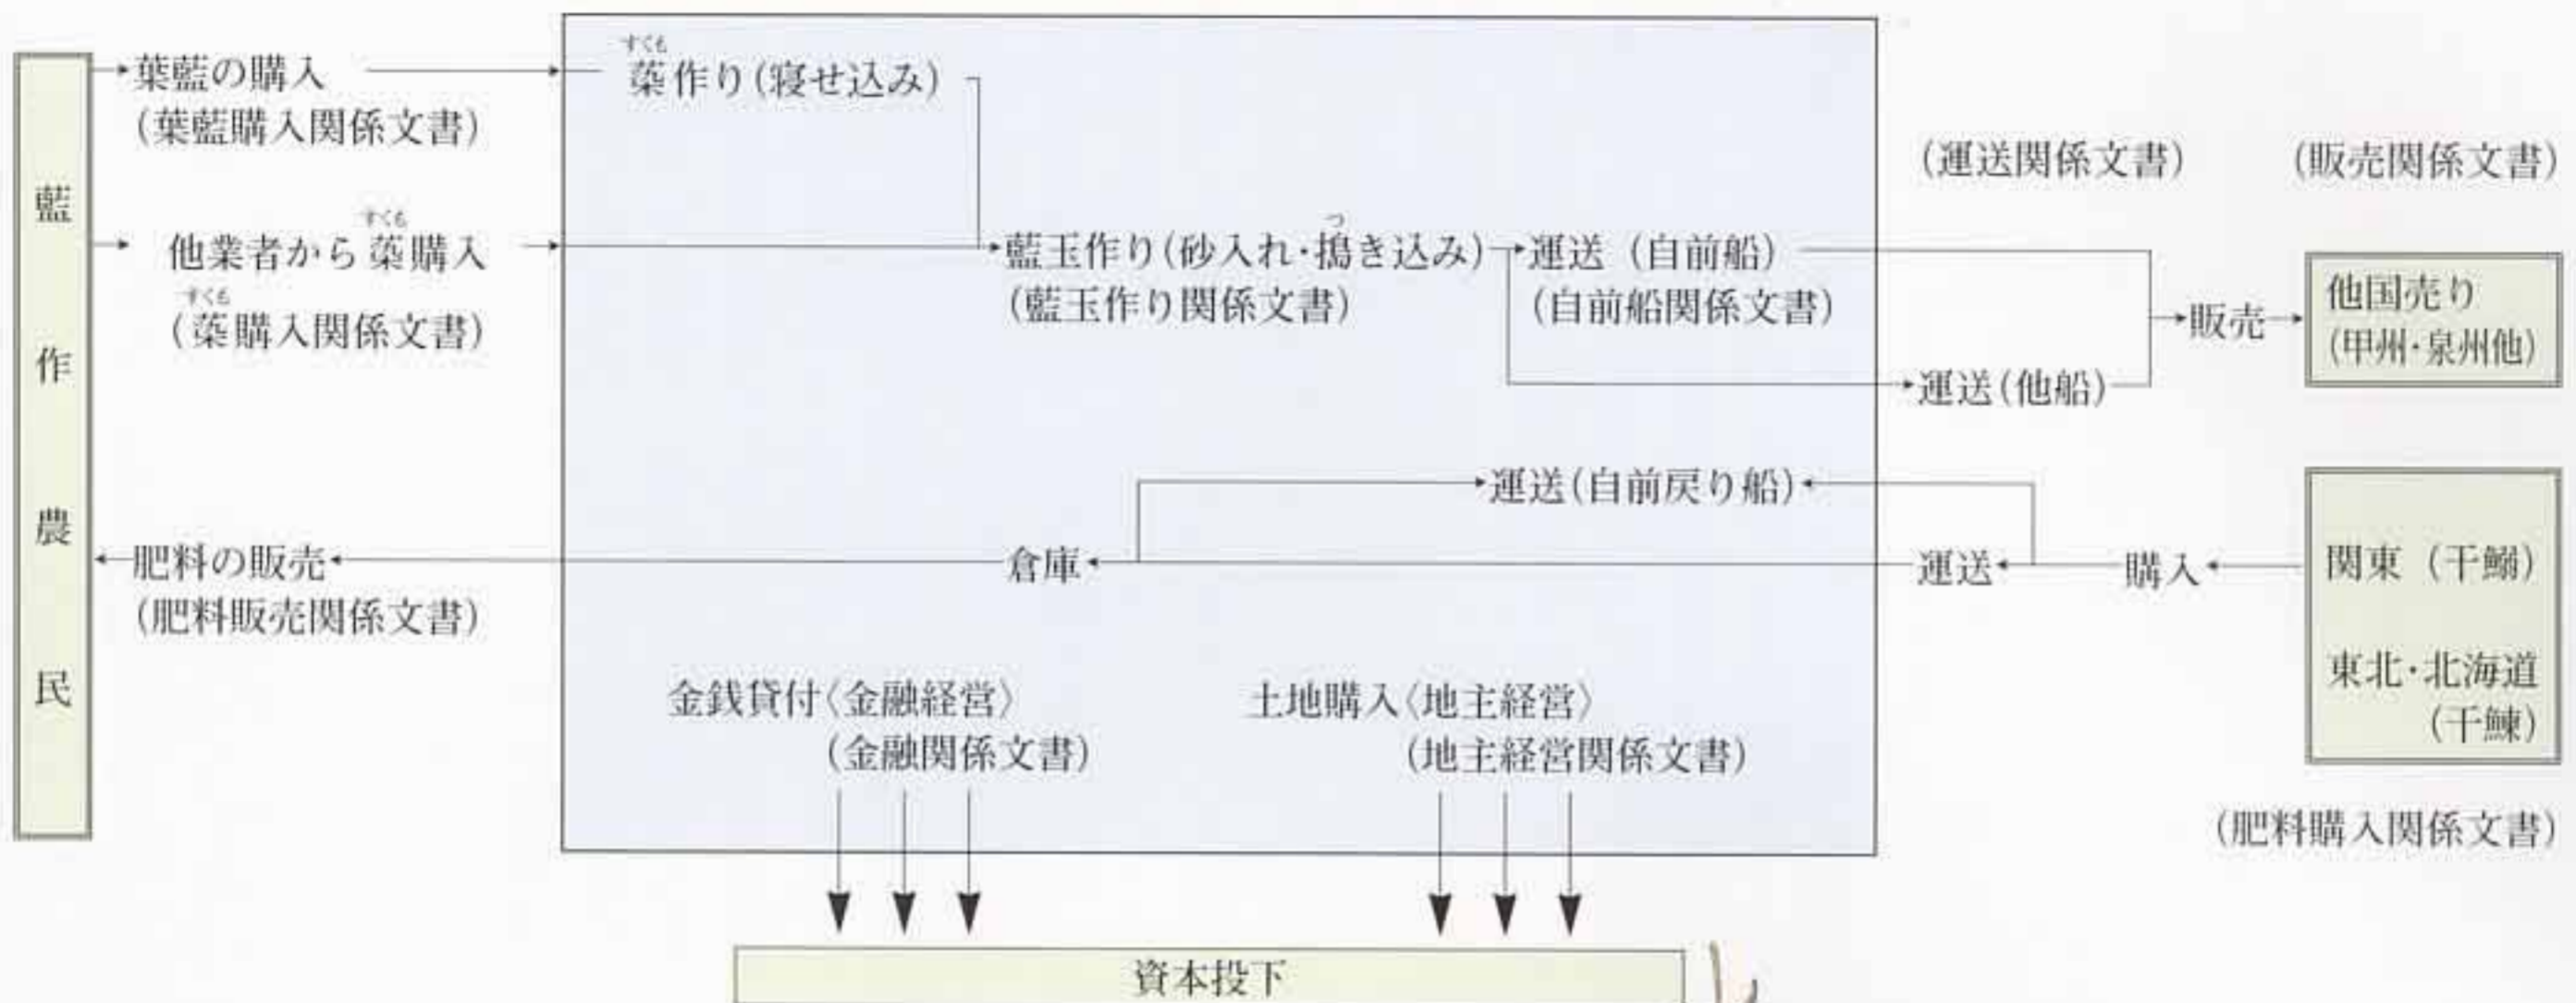 藍作農民
葉藍の購入
(葉藍購入関係文書)
すくも
他業者から蒅購入
すくも
(蒅購入関係文書)
肥料の販売
(肥料販売関係文書)
すくも
蒅作り(寝せ込み)
つ
藍玉作り(砂入れ・搗き込み)
(藍玉作り関係文書)
運送(自前船)
(自前船関係文書)
運送(自前戻り船)
倉庫
金銭貸付〈金融経営〉
(金融関係文書)
土地購入〈地主経営〉
(地主経営関係文書)
(運送関係文書)
(販売関係文書)
運送(他船)
販売
他国売り
(甲州・泉州他)
運送
購入
関東(干鰯)
東北・北海道
(干鰊)
(肥料購入関係文書)
資本投下